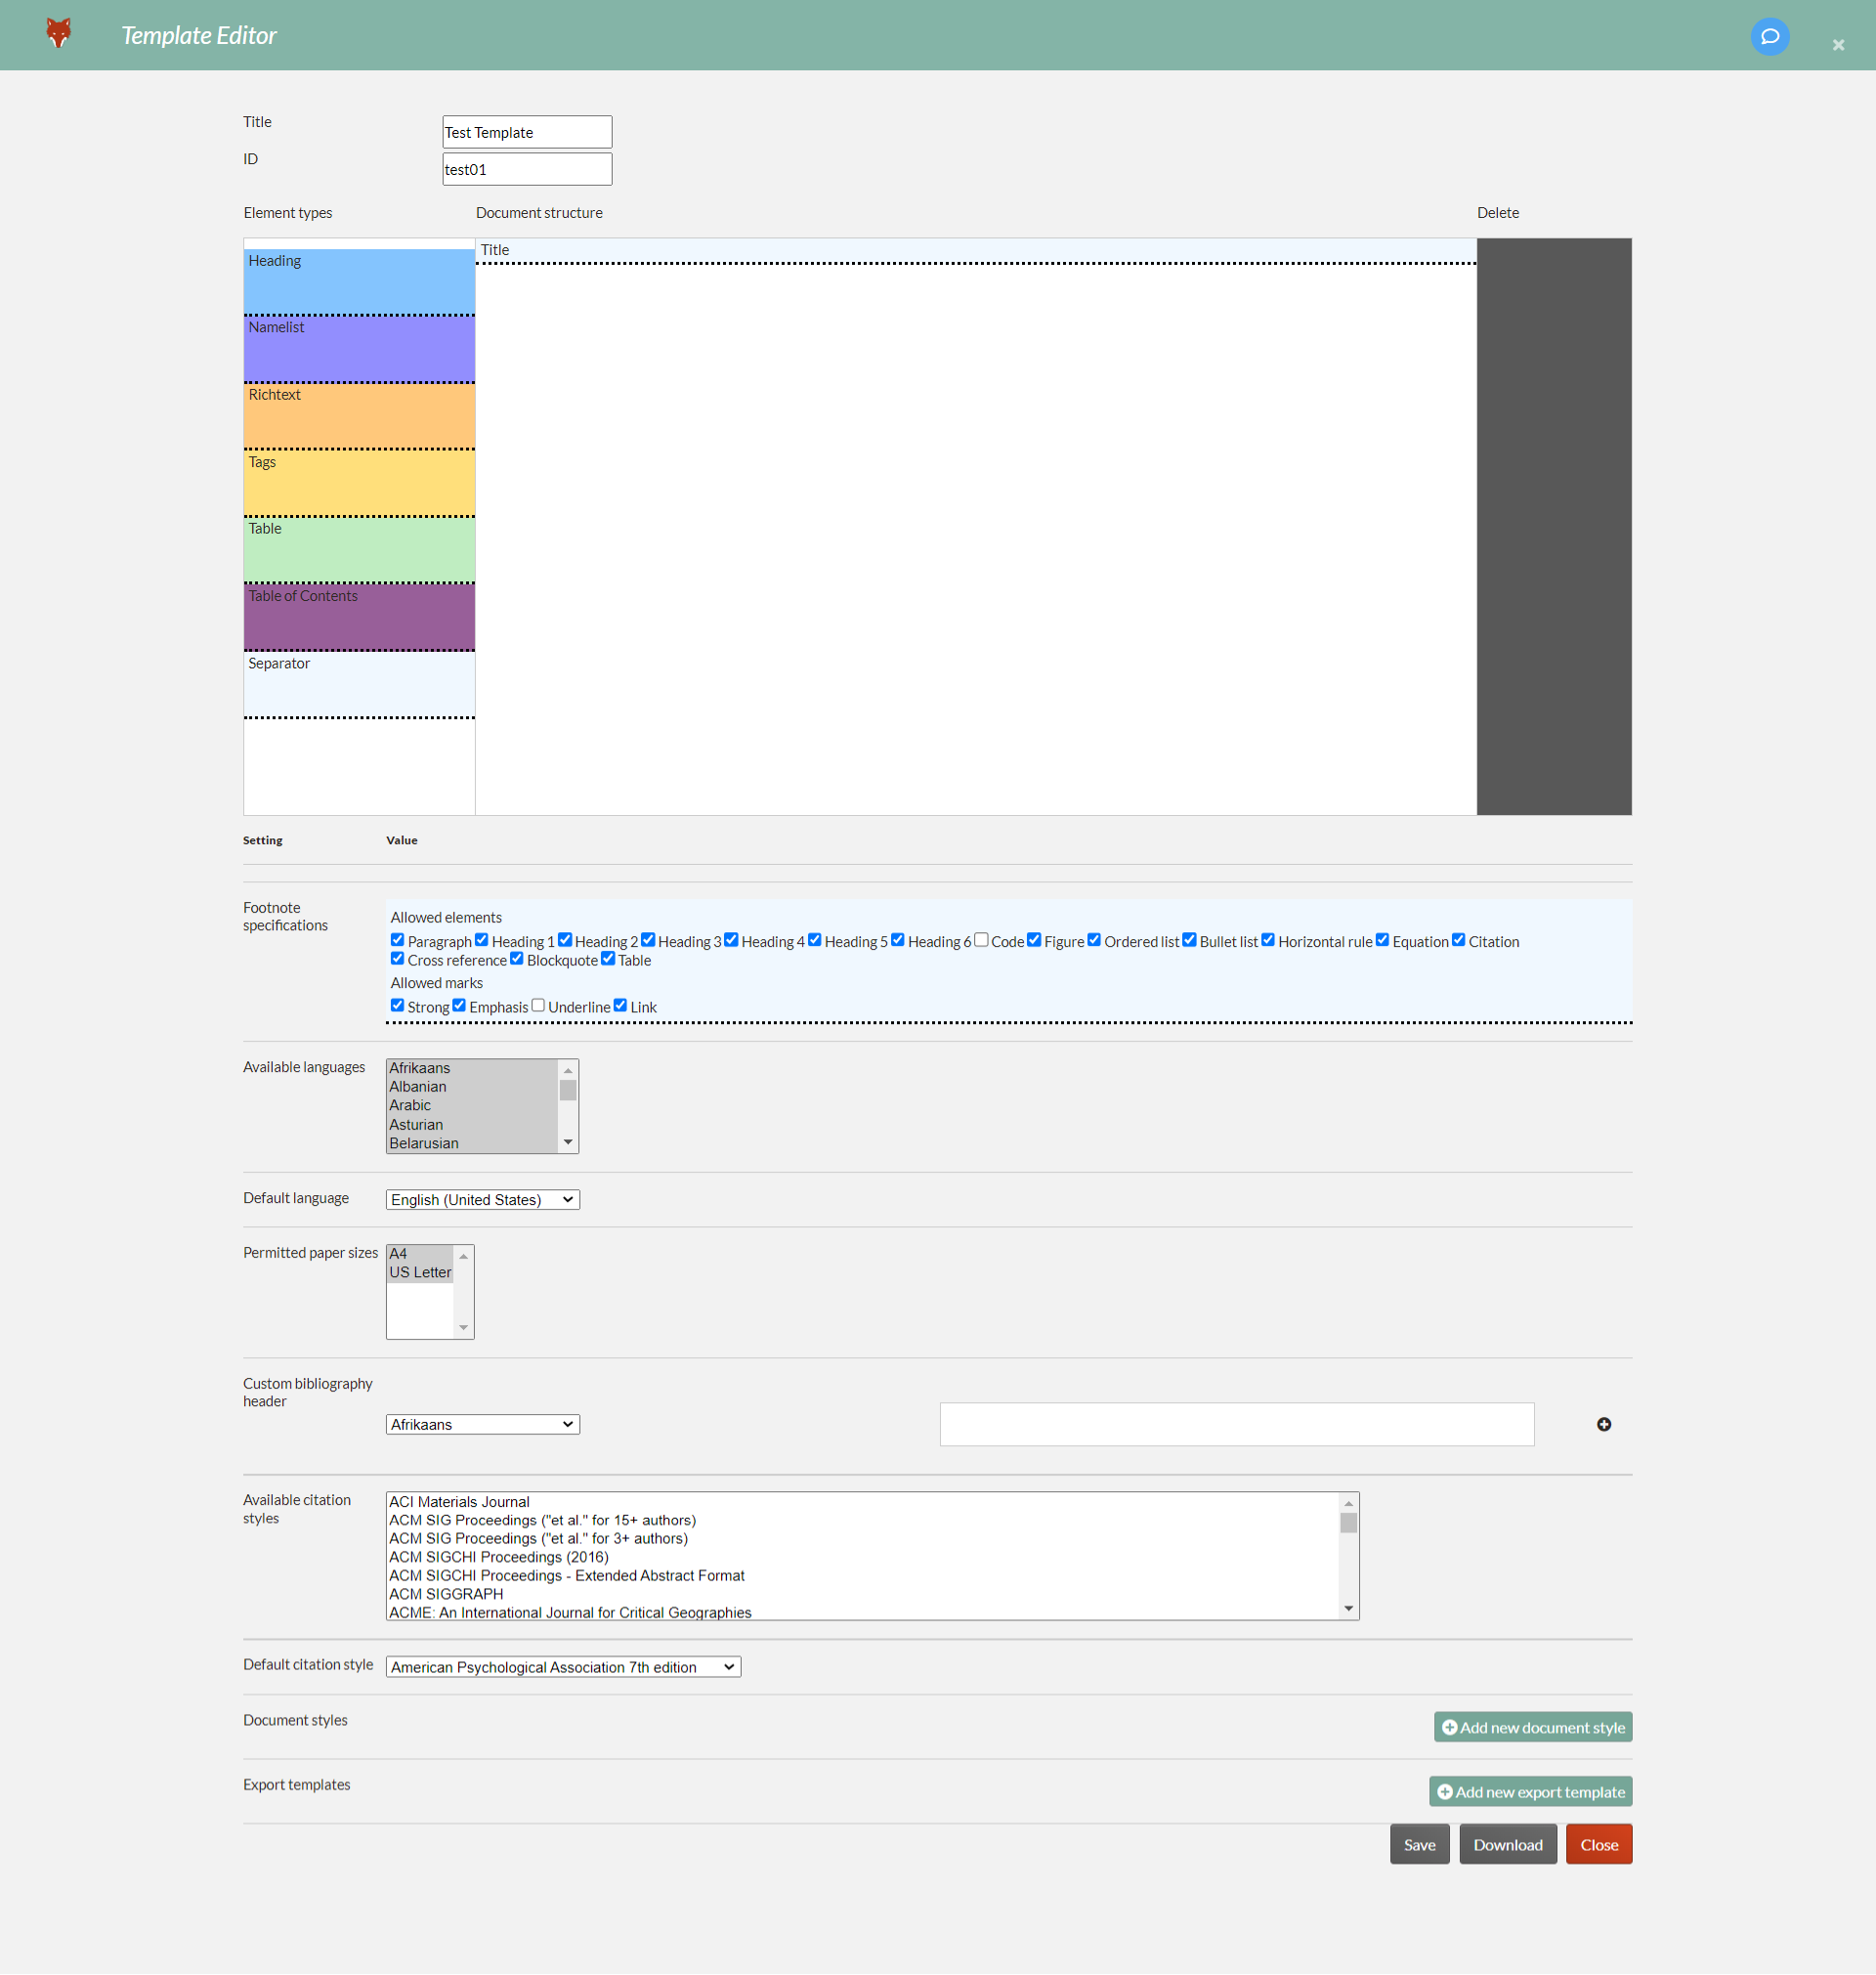 Template Editor
Title
Test Template
ID
test01
Element types
Document structure
Delete
Heading
Namelist
Richtext
Tags
Table
Table of Contents
Separator
Title
Setting
Value
Footnote
specifications
Allowed elements
Paragraph Heading 1 Heading 2 Heading 3 Heading 4 Heading 5 Heading 6 Code Figure Ordered list Bullet list Horizontal rule Equation Citation
Cross reference Blockquote Table
Allowed marks
Strong Emphasis Underline Link
Available languages
Afrikaans
Albanian
Arabic
Asturian
Belarusian
Default language
English (United States)
Permitted paper sizes
A4
US Letter
Custom bibliography
header
Afrikaans
Available citation
styles
ACI Materials Journal
ACM SIG Proceedings ("et al." for 15+ authors)
ACM SIG Proceedings ("et al." for 3+ authors)
ACM SIGCHI Proceedings (2016)
ACM SIGCHI Proceedings - Extended Abstract Format
ACM SIGGRAPH
ACME: An International Journal for Critical Geographies
Default citation style
American Psychological Association 7th edition
Document styles
Add new document style
Export templates
Add new export template
Save
Download
Close